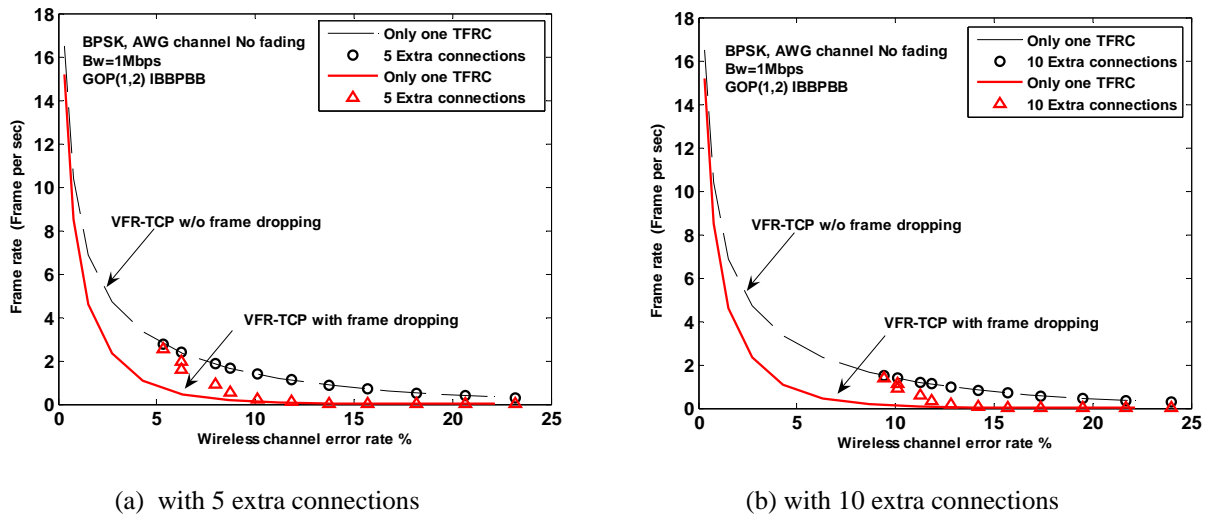 18
16
14
12
10
8
6
4
2
0
0
5
10
15
20
25
Frame rate (Frame per sec)
Wireless channel error rate %
BPSK, AWG channel No fading
Bw=1Mbps
GOP(1,2) IBBPBB
Only one TFRC
5 Extra connections
Only one TFRC
5 Extra connections
VFR-TCP w/o frame dropping
VFR-TCP with frame dropping
(a) with 5 extra connections
18
16
14
12
10
8
6
4
2
0
0
5
10
15
20
25
Frame rate (Frame per sec)
Wireless channel error rate %
BPSK, AWG channel No fading
Bw=1Mbps
GOP(1,2) IBBPBB
Only one TFRC
10 Extra connections
Only one TFRC
10 Extra connections
VFR-TCP w/o frame dropping
VFR-TCP with frame dropping
(b) with 10 extra connections